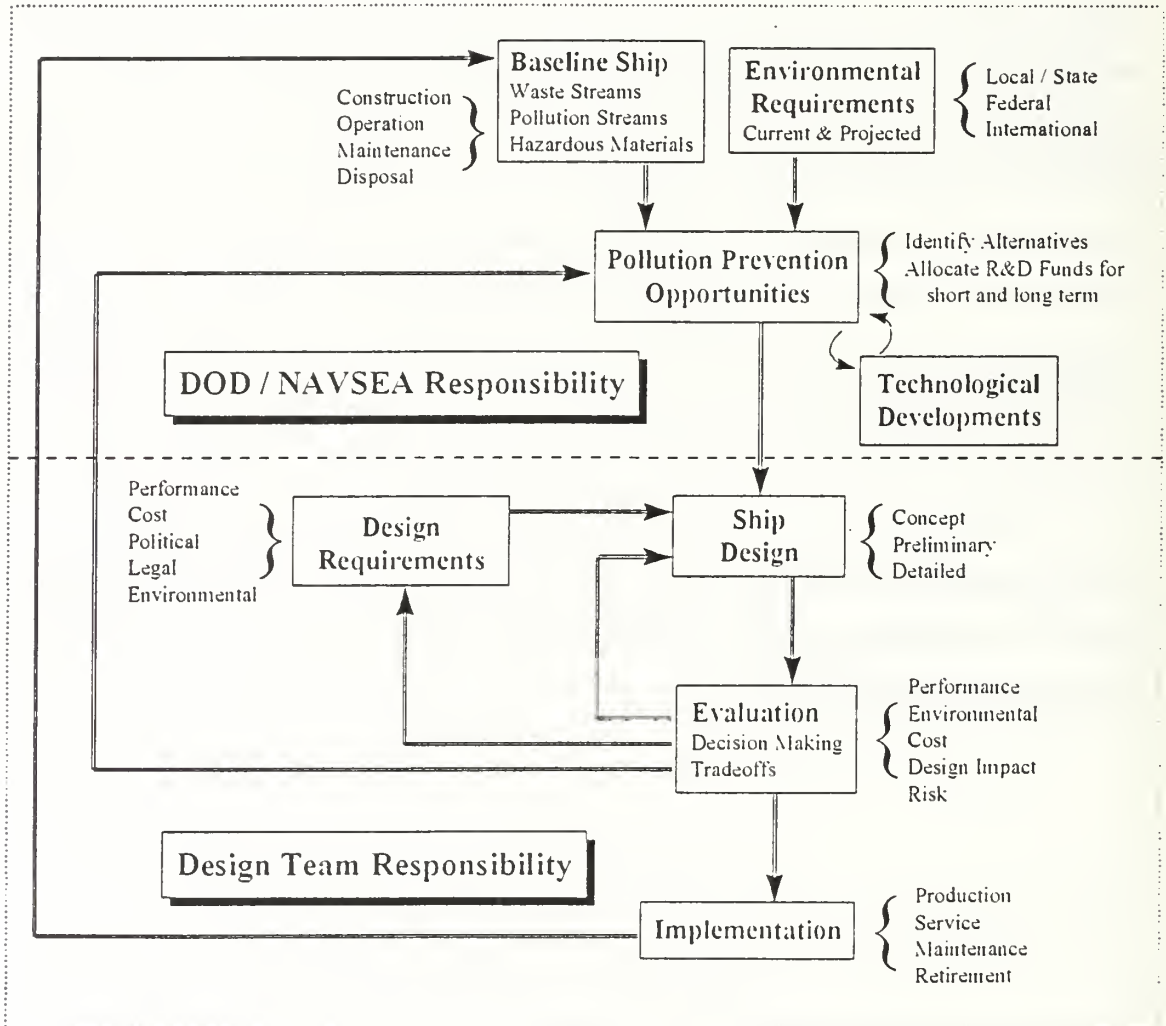 Baseline Ship
Waste Streams
Pollution Streams
Hazardous Materials
Construction
Operation
Maintenance
Disposal
Environmental
Requirements
Current & Projected
Local / State
Federal
International
Pollution Prevention
Opportunities
Identify Alternatives
Allocate R&D Funds for
short and long term
DOD / NAVSEA Responsibility
Technological
Developments
Performance
Cost
Political
Legal
Environmental
Design
Requirements
Ship
Design
Concept
Preliminary
Detailed
Evaluation
Decision Making
Tradeoffs
Performance
Environmental
Cost
Design Impact
Risk
Design Team Responsibility
Implementation
Production
Service
Maintenance
Retirement